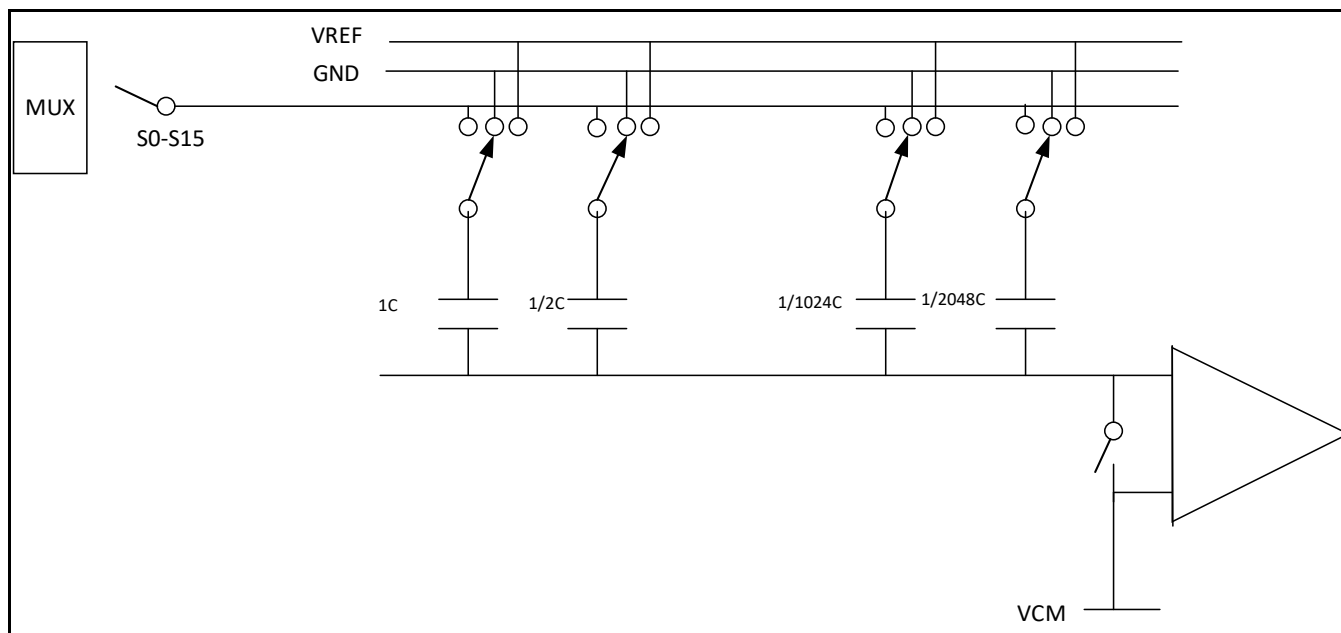 VREF
GND
MUX
S0-S15
1C
1/2C
1/1024C
1/2048C
VCM